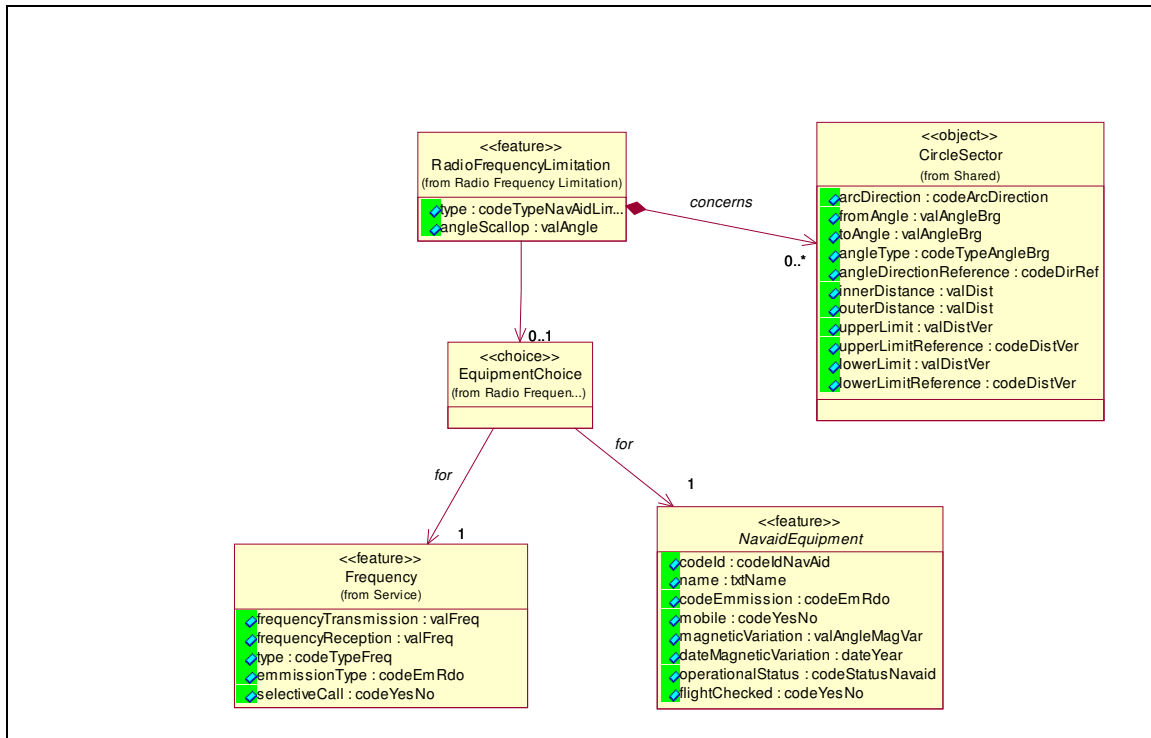 <<feature>>
RadioFrequencyLimitation
(from Radio Frequency Limitation)
type : codeTypeNavAidLim...
angleScallop : valAngle
concerns
0..*
<<object>>
CircleSector
(from Shared)
arcDirection : codeArcDirection
fromAngle : valAngleBrg
toAngle : valAngleBrg
angleType : codeTypeAngleBrg
angleDirectionReference : codeDirRef
innerDistance : valDist
outerDistance : valDist
upperLimit : valDistVer
upperLimitReference : codeDistVer
lowerLimit : valDistVer
lowerLimitReference : codeDistVer
0..1
<<choice>>
EquipmentChoice
(from Radio Frequen...)
for
1
for
1
<<feature>>
Frequency
(from Service)
frequencyTransmission : valFreq
frequencyReception : valFreq
type : codeTypeFreq
emmissionType : codeEmRdo
selectiveCall : codeYesNo
<<feature>>
NavaidEquipment
codeId : codeIdNavAid
name : txtName
codeEmmission : codeEmRdo
mobile : codeYesNo
magneticVariation : valAngleMagVar
dateMagneticVariation : dateYear
operationalStatus : codeStatusNavaid
flightChecked : codeYesNo